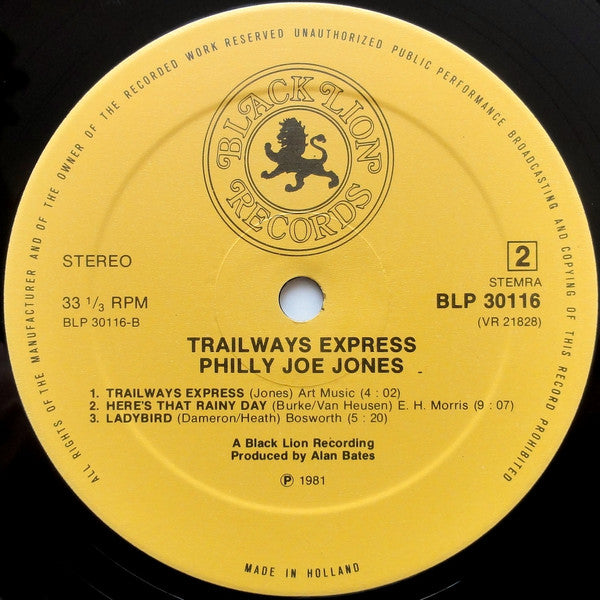 ALL RIGHTS OF THE MANUFACTURER AND OF THE OWNER OF THE RECORDED WORK RESERVED UNAUTHORIZED PUBLIC PERFORMANCE BROADCASTING AND COPYING OF THIS RECORD PROHIBITED
BLACK LION
RECORDS
STEREO
2
STEMRA
33 1/3 RPM
BLP 30116
BLP 30116-B
(VR 21828)
TRAILWAYS EXPRESS
PHILLY JOE JONES
1. TRAILWAYS EXPRESS (Jones) Art Music (4 : 02)
2. HERE'S THAT RAINY DAY (Burke/Van Heusen) E. H. Morris (9 : 07)
3. LADYBIRD (Dameron/Heath) Bosworth (5 : 20)
A Black Lion Recording
Produced by Alan Bates
℗ 1981
MADE IN HOLLAND